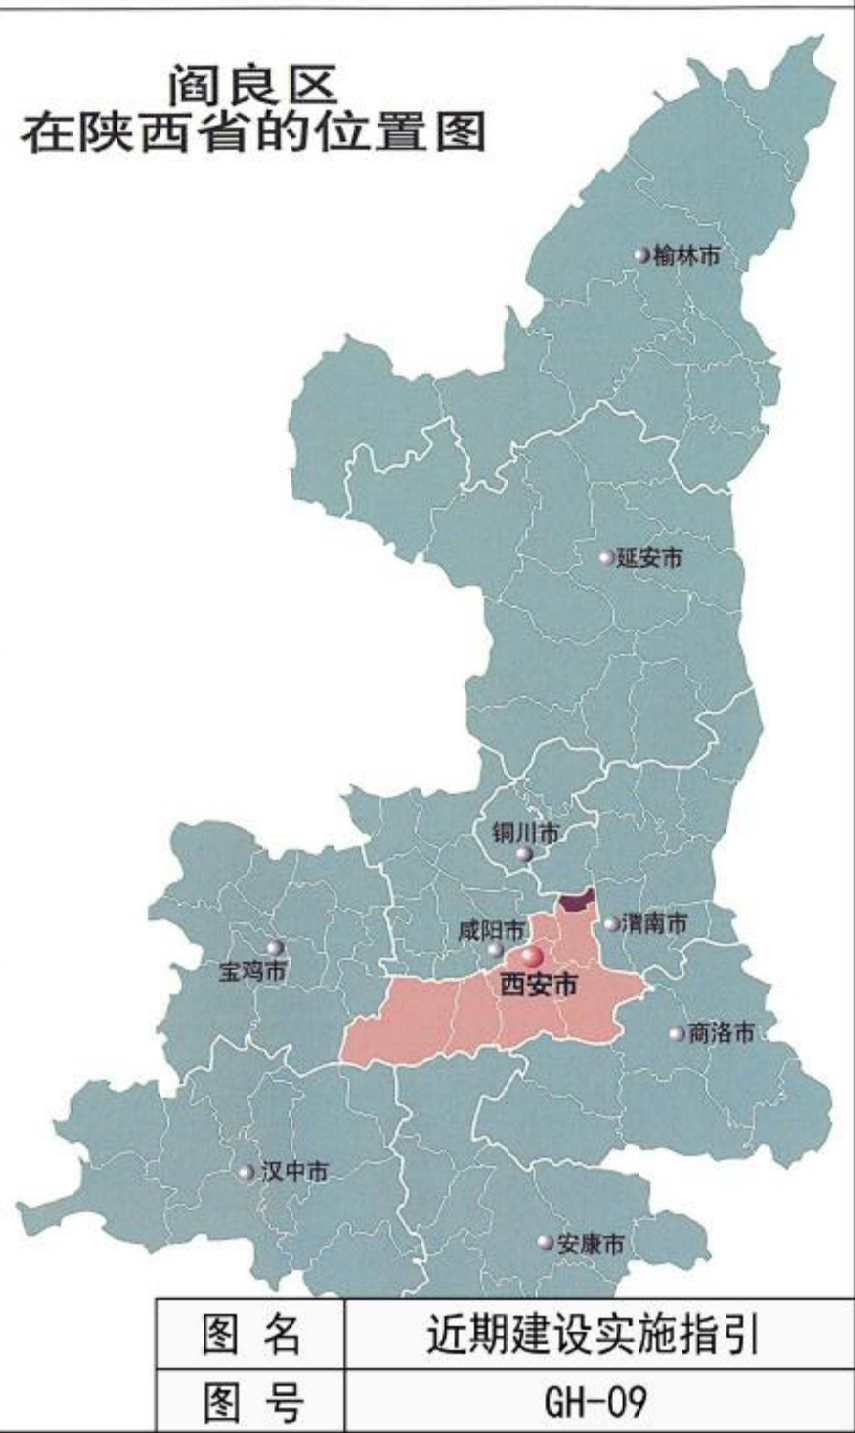 阎良区
在陕西省的位置图
榆林市
延安市
铜川市
渭南市
咸阳市
宝鸡市
西安市
商洛市
汉中市
安康市
图 名
近期建设实施指引
图 号
GH-09